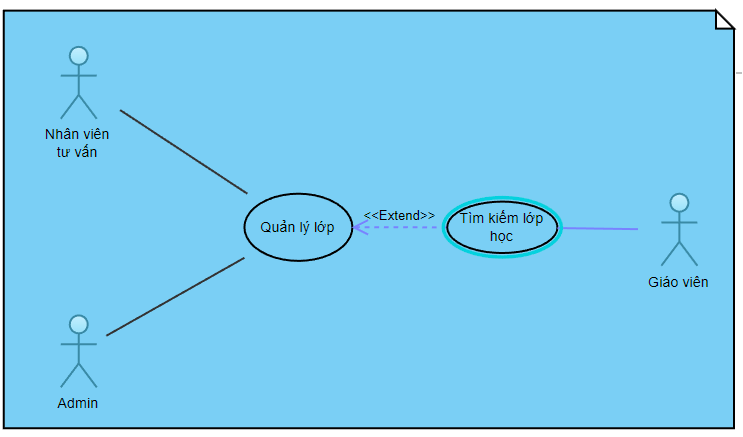 Nhân viên
tư vấn
Quản lý lớp
<<Extend>>
Tìm kiếm lớp
học
Giáo viên
Admin